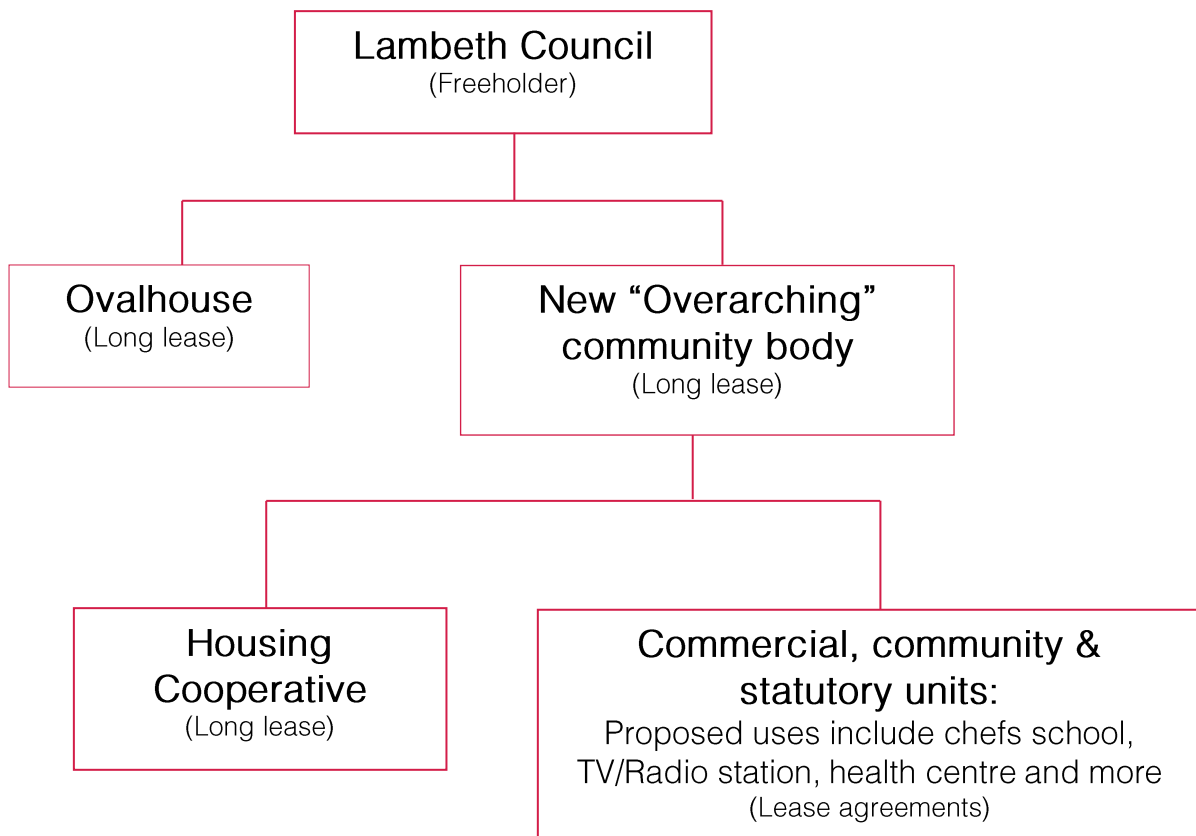 Lambeth Council
(Freeholder)
Ovalhouse
(Long lease)
New “Overarching”
community body
(Long lease)
Housing
Cooperative
(Long lease)
Commercial, community &
statutory units:
Proposed uses include chefs school,
TV/Radio station, health centre and more
(Lease agreements)